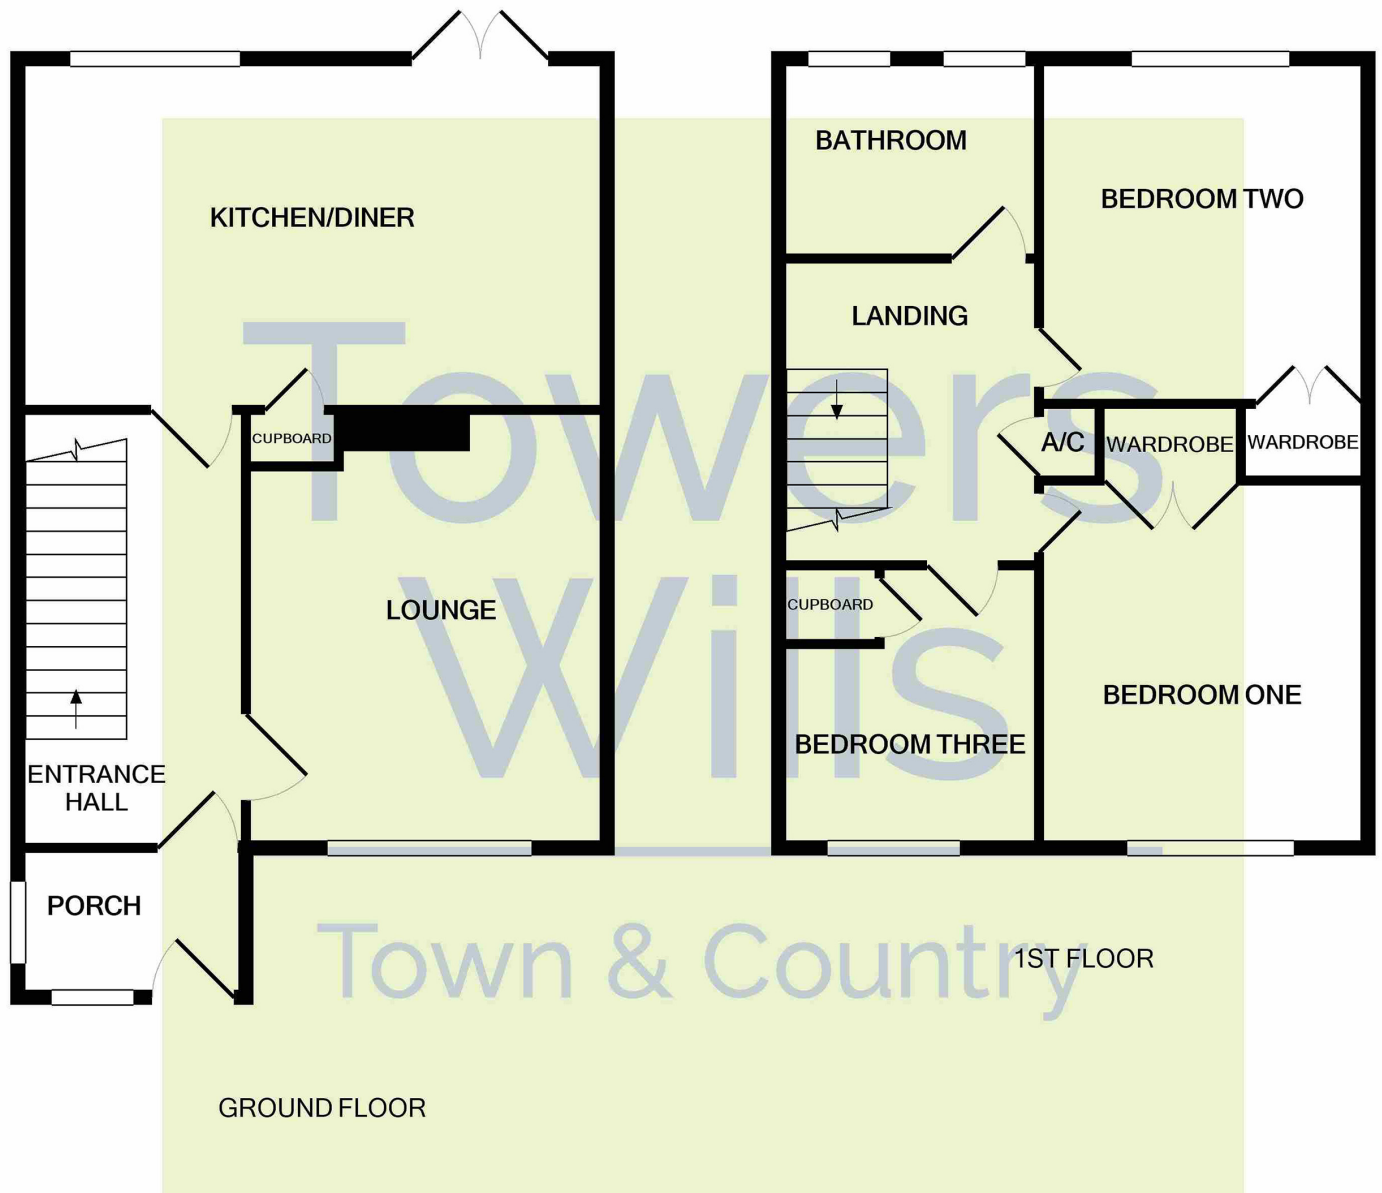 KITCHEN/DINER
CUPBOARD
LOUNGE
ENTRANCE
HALL
PORCH
GROUND FLOOR
BATHROOM
BEDROOM TWO
LANDING
A/C
WARDROBE
WARDROBE
CUPBOARD
BEDROOM ONE
BEDROOM THREE
1ST FLOOR
Towers
Wills
Town & Country